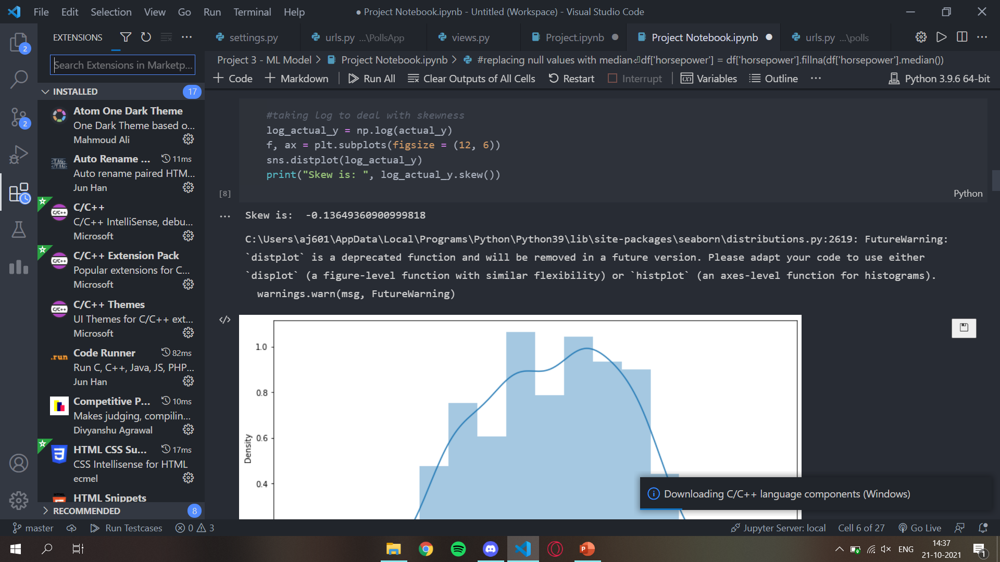 File Edit Selection View Go Run Terminal Help
● Project Notebook.ipynb - Untitled (Workspace) - Visual Studio Code
2
2
EXTENSIONS
Search Extensions in Marketp...
INSTALLED 17
Atom One Dark Theme
One Dark Theme based o...
Mahmoud Ali
Auto Rename ... 11ms
Auto rename paired HTM...
Jun Han
C/C++
C/C++ IntelliSense, debu...
Microsoft
C/C++ Extension Pack
Popular extensions for C...
Microsoft
C/C++ Themes
UI Themes for C/C++ ext...
Microsoft
.run
Code Runner 82ms
Run C, C++, Java, JS, PHP...
Jun Han
Competitive P... 10ms
Makes judging, compilin...
Divyanshu Agrawal
HTML CSS Su... 17ms
CSS Intellisense for HTML
ecmel
HTML Snippets
RECOMMENDED 8
settings.py urls.py ...\PollsApp views.py Project.ipynb Project Notebook.ipynb urls.py ...\polls
Project 3 - ML Model > Project Notebook.ipynb > #replacing null values with median⏎df['horsepower'] = df['horsepower'].fillna(df['horsepower'].median())
+ Code + Markdown Run All Clear Outputs of All Cells Restart Interrupt Variables Outline ... Python 3.9.6 64-bit
#taking log to deal with skewness
log_actual_y = np.log(actual_y)
f, ax = plt.subplots(figsize = (12, 6))
sns.distplot(log_actual_y)
print("Skew is: ", log_actual_y.skew())
[8]
Python
... Skew is:  -0.13649360900999818
C:\Users\aj601\AppData\Local\Programs\Python\Python39\lib\site-packages\seaborn\distributions.py:2619: FutureWarning:
`distplot` is a deprecated function and will be removed in a future version. Please adapt your code to use either
`displot` (a figure-level function with similar flexibility) or `histplot` (an axes-level function for histograms).
warnings.warn(msg, FutureWarning)
</>
1.0
0.8
0.6
0.4
Density
Downloading C/C++ language components (Windows)
master Run Testcases 0 3
Jupyter Server: local Cell 6 of 27 Go Live
ENG
14:37
21-10-2021
1